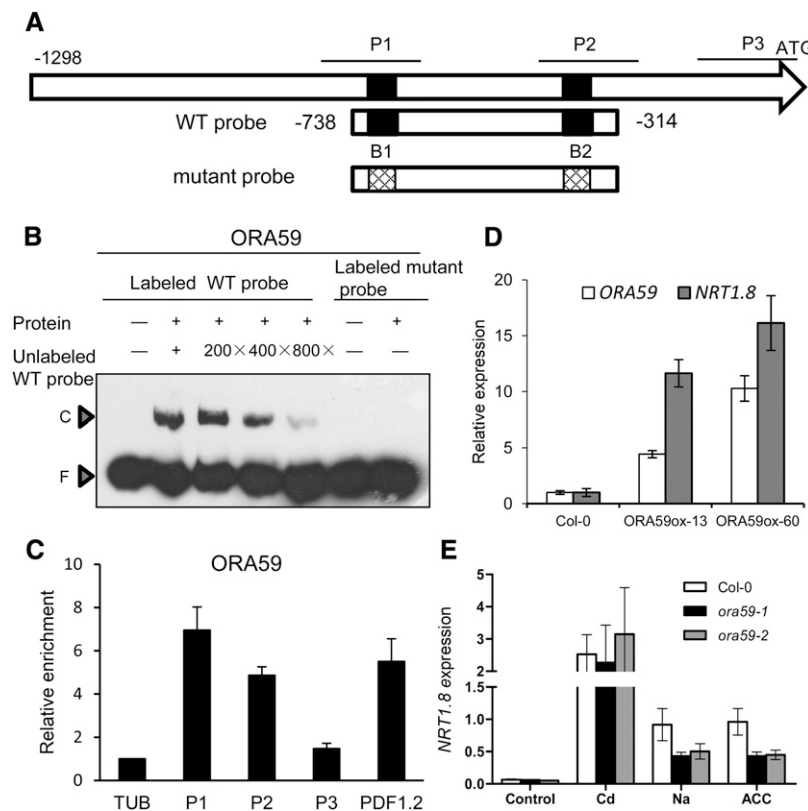 A
P1
P2
P3
ATG
-1298
WT probe
-738
-314
B1
B2
mutant probe
B
ORA59
Labeled WT probe
Labeled mutant
probe
Protein — + + + + — +
Unlabeled — + 200× 400× 800× — —
WT probe
C
F
C
ORA59
Relative enrichment
10
8
6
4
2
0
TUB P1 P2 P3 PDF1.2
D
ORA59 NRT1.8
Relative expression
20
15
10
5
0
Col-0 ORA59ox-13 ORA59ox-60
E
Col-0
ora59-1
ora59-2
NRT1.8 expression
5
4
3
2
1.0
0.5
0.0
Control Cd Na ACC